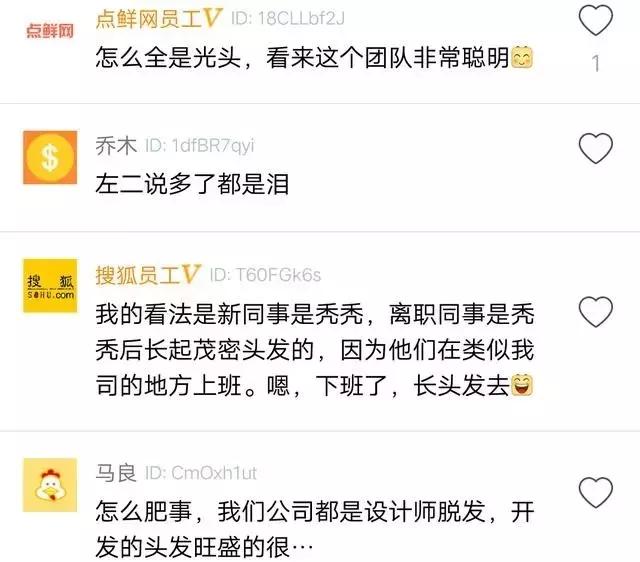 点鲜网
点鲜网员工V ID: 18CLLbf2J
怎么全是光头，看来这个团队非常聪明😊
1
$
乔木 ID: 1dfBR7qyi
左二说多了都是泪
搜狐
SOHU.com
搜狐员工V ID: T60FGk6s
我的看法是新同事是秃秃，离职同事是秃
秃后长起茂密头发的，因为他们在类似我
司的地方上班。嗯，下班了，长头发去😄
马良 ID: CmOxh1ut
怎么肥事，我们公司都是设计师脱发，开
发的头发旺盛的很…